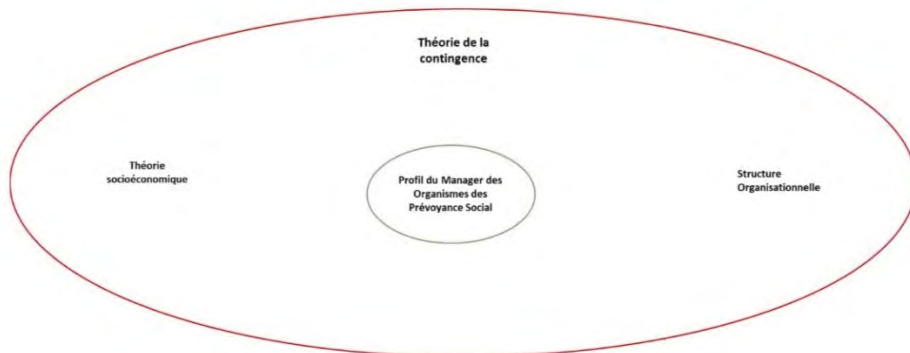 Théorie de la
contingence
Théorie
socioéconomique
Profil du Manager des
Organismes des
Prévoyance Social
Structure
Organisationnelle